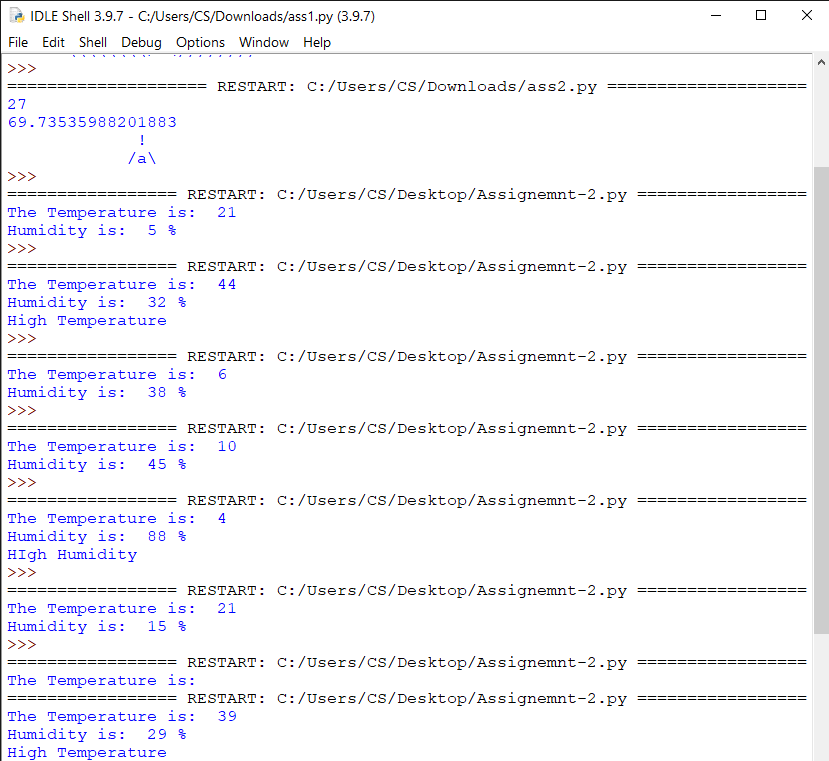 IDLE Shell 3.9.7 - C:/Users/CS/Downloads/ass1.py (3.9.7)
File Edit Shell Debug Options Window Help
>>>
==================== RESTART: C:/Users/CS/Downloads/ass2.py ====================
27
69.73535988201883
!
/a\
>>>
================= RESTART: C:/Users/CS/Desktop/Assignemnt-2.py =================
The Temperature is:  21
Humidity is:  5 %
>>>
================= RESTART: C:/Users/CS/Desktop/Assignemnt-2.py =================
The Temperature is:  44
Humidity is:  32 %
High Temperature
>>>
================= RESTART: C:/Users/CS/Desktop/Assignemnt-2.py =================
The Temperature is:  6
Humidity is:  38 %
>>>
================= RESTART: C:/Users/CS/Desktop/Assignemnt-2.py =================
The Temperature is:  10
Humidity is:  45 %
>>>
================= RESTART: C:/Users/CS/Desktop/Assignemnt-2.py =================
The Temperature is:  4
Humidity is:  88 %
HIgh Humidity
>>>
================= RESTART: C:/Users/CS/Desktop/Assignemnt-2.py =================
The Temperature is:  21
Humidity is:  15 %
>>>
================= RESTART: C:/Users/CS/Desktop/Assignemnt-2.py =================
The Temperature is:
================= RESTART: C:/Users/CS/Desktop/Assignemnt-2.py =================
The Temperature is:  39
Humidity is:  29 %
High Temperature